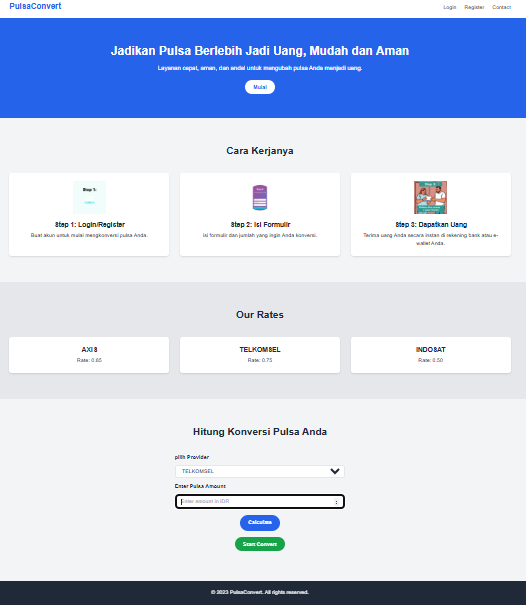 PulsaConvert
Login Register Contact
Jadikan Pulsa Berlebih Jadi Uang, Mudah dan Aman
Layanan cepat, aman, dan andal untuk mengubah pulsa Anda menjadi uang.
Mulai
Cara Kerjanya
Step 1:
Step 1: Login/Register
Buat akun untuk mulai mengkonversi pulsa Anda.
Step 2: Isi Formulir
Isi formulir dan jumlah yang ingin Anda konversi.
Step 3:
Step 3: Dapatkan Uang
Terima uang Anda secara instan di rekening bank atau e-
wallet Anda.
Our Rates
AXIS
Rate: 0.85
TELKOMSEL
Rate: 0.75
INDOSAT
Rate: 0.50
Hitung Konversi Pulsa Anda
pilih Provider
TELKOMSEL
Enter Pulsa Amount
Enter amount in IDR
Calculate
Start Convert
© 2023 PulsaConvert. All rights reserved.